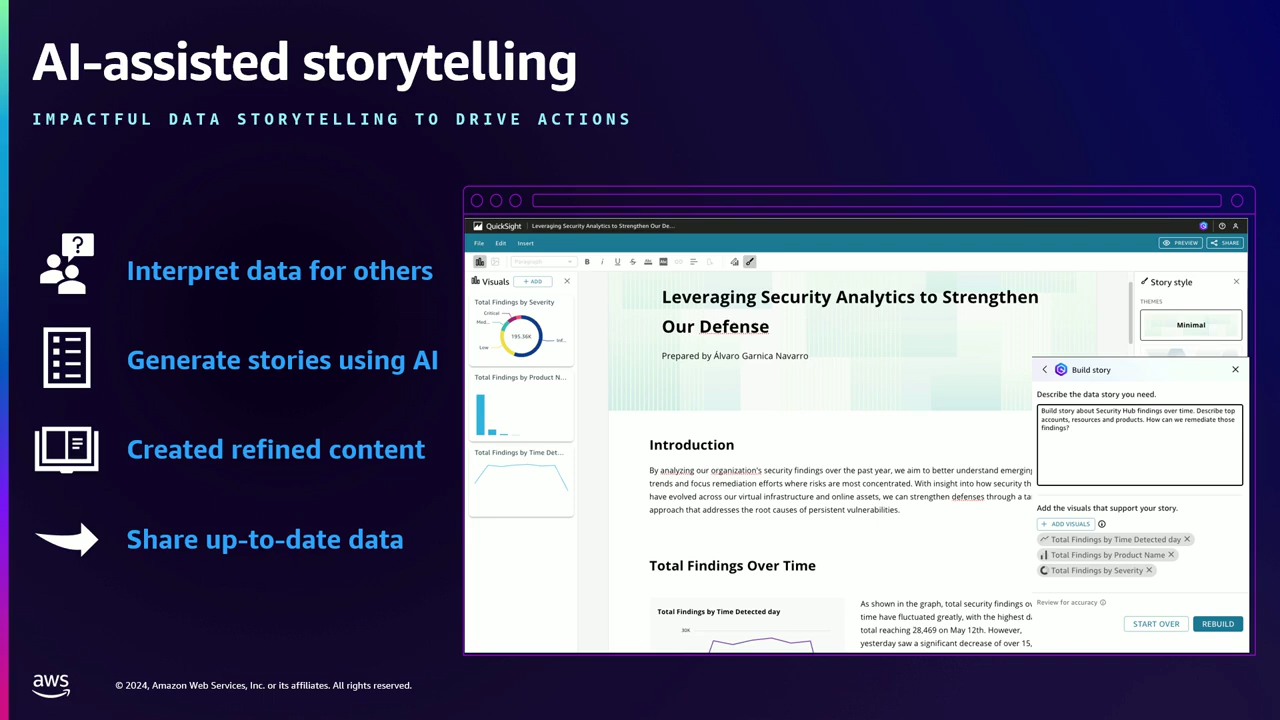 AI-assisted storytelling
IMPACTFUL DATA STORYTELLING TO DRIVE ACTIONS
?
Interpret data for others
Generate stories using AI
Created refined content
Share up-to-date data
QuickSight
Leveraging Security Analytics to Strengthen Our De...
File Edit Insert
PREVIEW
SHARE
Paragraph
B I U S
Visuals
+ ADD
Total Findings by Severity
Critical
Med...
Low
Inf...
195.36K
Total Findings by Product N...
Total Findings by Time Det...
Leveraging Security Analytics to Strengthen
Our Defense
Prepared by Álvaro Garnica Navarro
Introduction
By analyzing our organization's security findings over the past year, we aim to better understand emerging
trends and focus remediation efforts where risks are most concentrated. With insight into how security th
have evolved across our virtual infrastructure and online assets, we can strengthen defenses through a ta
approach that addresses the root causes of persistent vulnerabilities.
Total Findings Over Time
Total Findings by Time Detected day
30K
As shown in the graph, total security findings ov
time have fluctuated greatly, with the highest da
total reaching 28,469 on May 12th. However,
yesterday saw a significant decrease of over 15,
Story style
THEMES
Minimal
Build story
Describe the data story you need.
Build story about Security Hub findings over time. Describe top
accounts, resources and products. How can we remediate those
findings?
Add the visuals that support your story.
+ ADD VISUALS
Total Findings by Time Detected day
Total Findings by Product Name
Total Findings by Severity
Review for accuracy
START OVER
REBUILD
aws
© 2024, Amazon Web Services, Inc. or its affiliates. All rights reserved.